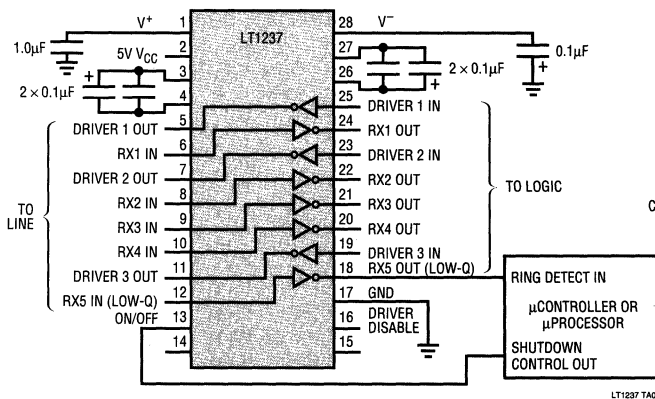 V+ 1 LT1237 28 V−
1.0µF 2 27 0.1µF
5V VCC
3 26 2 × 0.1µF
2 × 0.1µF 4 25 DRIVER 1 IN
DRIVER 1 OUT 5 24 RX1 OUT
RX1 IN 6 23 DRIVER 2 IN
DRIVER 2 OUT 7 22 RX2 OUT
TO LINE RX2 IN 8 21 RX3 OUT TO LOGIC
RX3 IN 9 20 RX4 OUT
RX4 IN 10 19 DRIVER 3 IN
DRIVER 3 OUT 11 18 RX5 OUT (LOW-Q)
RX5 IN (LOW-Q) 12 17 GND
ON/OFF 13 16 DRIVER DISABLE
14 15
C
RING DETECT IN
µCONTROLLER OR
µPROCESSOR
SHUTDOWN
CONTROL OUT
+
+
+
LT1237 TA0